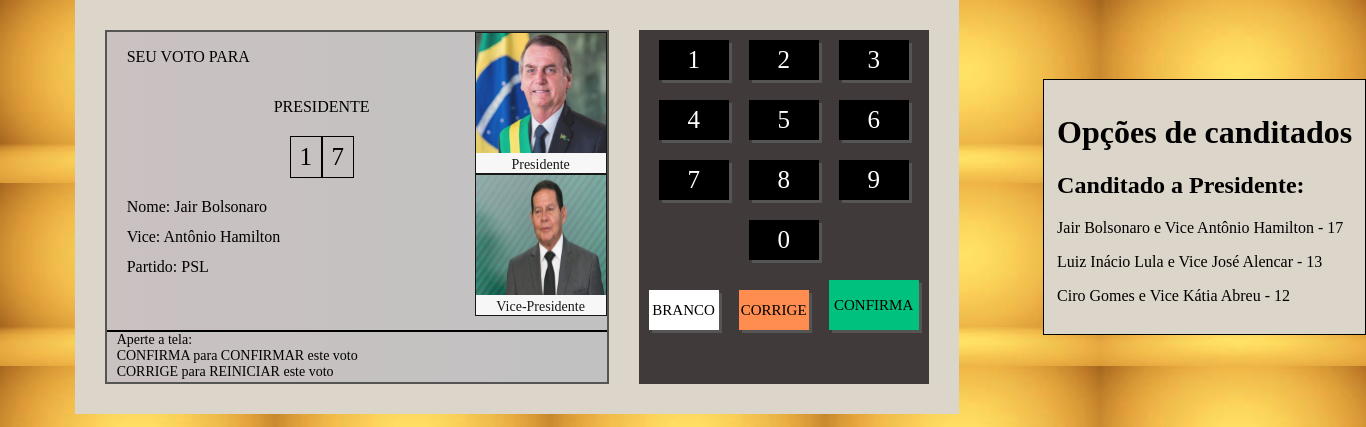 SEU VOTO PARA
PRESIDENTE
1 7
Nome: Jair Bolsonaro
Vice: Antônio Hamilton
Partido: PSL
Presidente
Vice-Presidente
Aperte a tela:
CONFIRMA para CONFIRMAR este voto
CORRIGE para REINICIAR este voto
1 2 3
4 5 6
7 8 9
0
BRANCO CORRIGE CONFIRMA
Opções de canditados
Canditado a Presidente:
Jair Bolsonaro e Vice Antônio Hamilton - 17
Luiz Inácio Lula e Vice José Alencar - 13
Ciro Gomes e Vice Kátia Abreu - 12